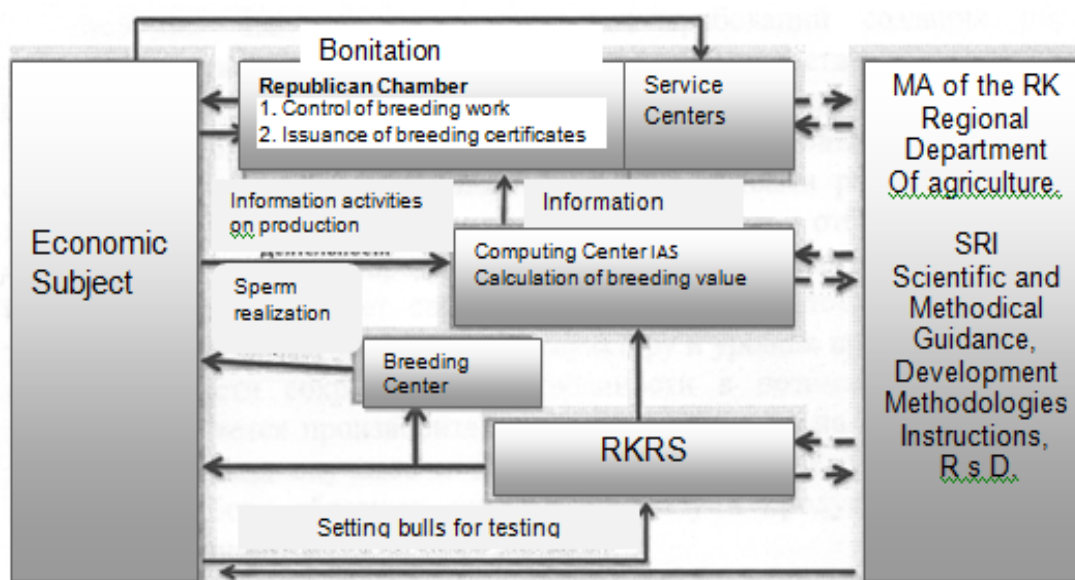 Bonitation
Republican Chamber
1. Control of breeding work
2. Issuance of breeding certificates
Service
Centers
MA of the RK
Regional
Department
Of agriculture.
SRI
Scientific and
Methodical
Guidance,
Development
Methodologies
Instructions,
R s D.
Economic
Subject
Information activities
on production
Information
Computing Center IAS
Calculation of breeding value
Sperm
realization
Breeding
Center
RKRS
Setting bulls for testing